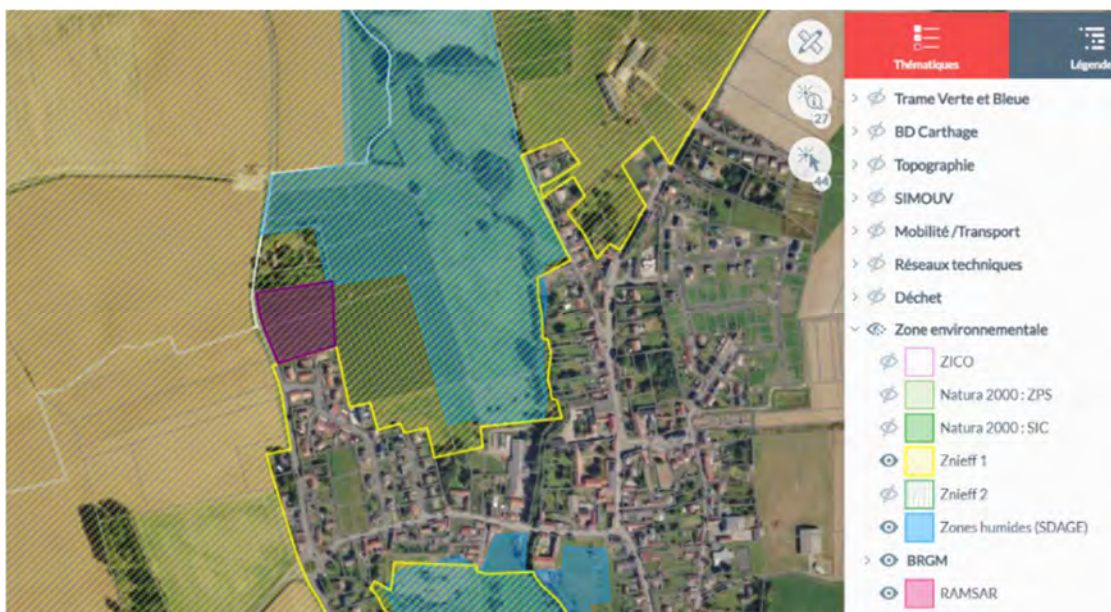 Thématiques
Légende
Trame Verte et Bleue
27
BD Carthage
44
Topographie
SIMOUV
Mobilité /Transport
Réseaux techniques
Déchet
Zone environnementale
ZICO
Natura 2000 : ZPS
Natura 2000 : SIC
Znieff 1
Znieff 2
Zones humides (SDAGE)
BRGM
RAMSAR